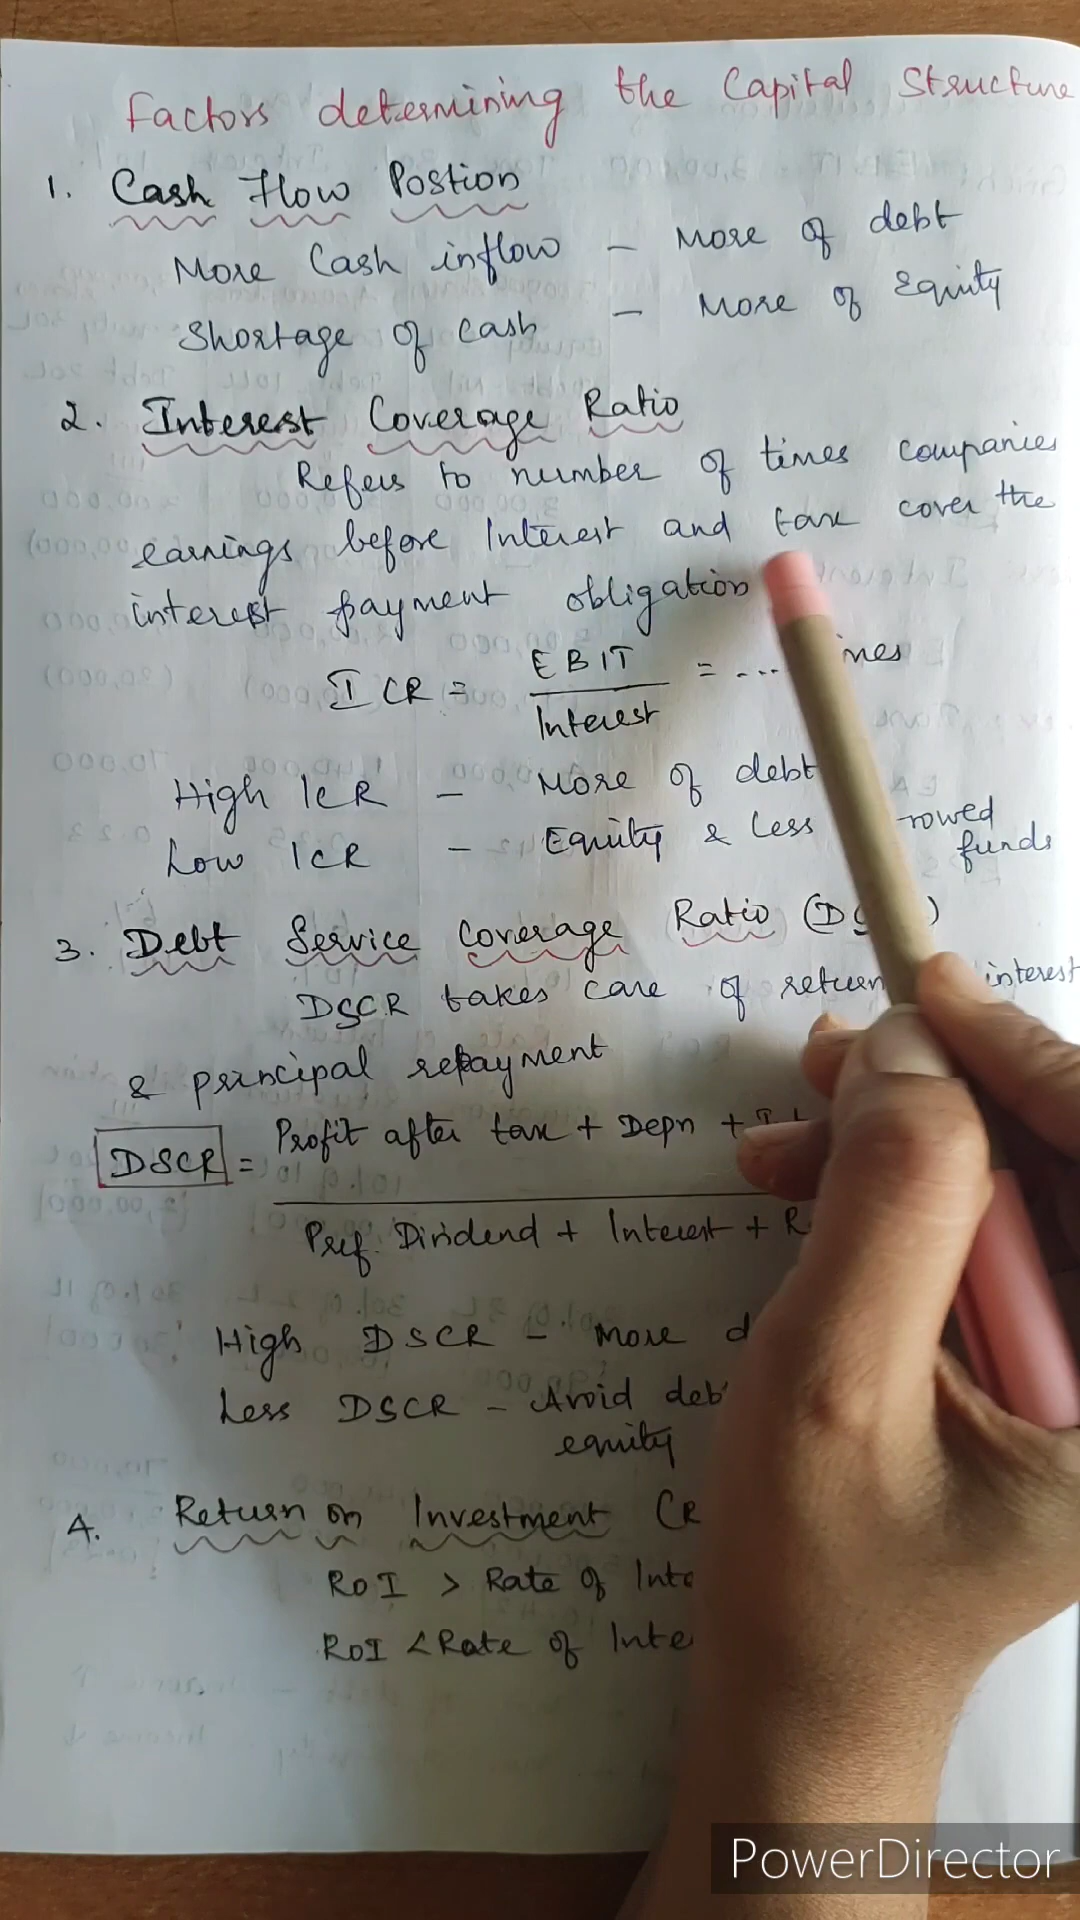 Factors determining the Capital Structure
1. Cash Flow Postion
More Cash inflow - More of debt
Shortage of cash - More of Equity
2. Interest Coverage Ratio
Refers to number of times companies
earnings before Interest and tax cover the
interest payment obligation
ICR = EBIT = ...
Interest
High ICR - More of debt
Low ICR - Equity & less
funds
3. Debt Service Coverage Ratio
DSCR takes care of return interest
& principal repayment
DSCR = Profit after tax + Depn +
Pref. Dividend + Interest +
High DSCR - More
Less DSCR - Avoid
equity
4. Return on Investment
ROI > Rate of
ROI < Rate of
PowerDirector